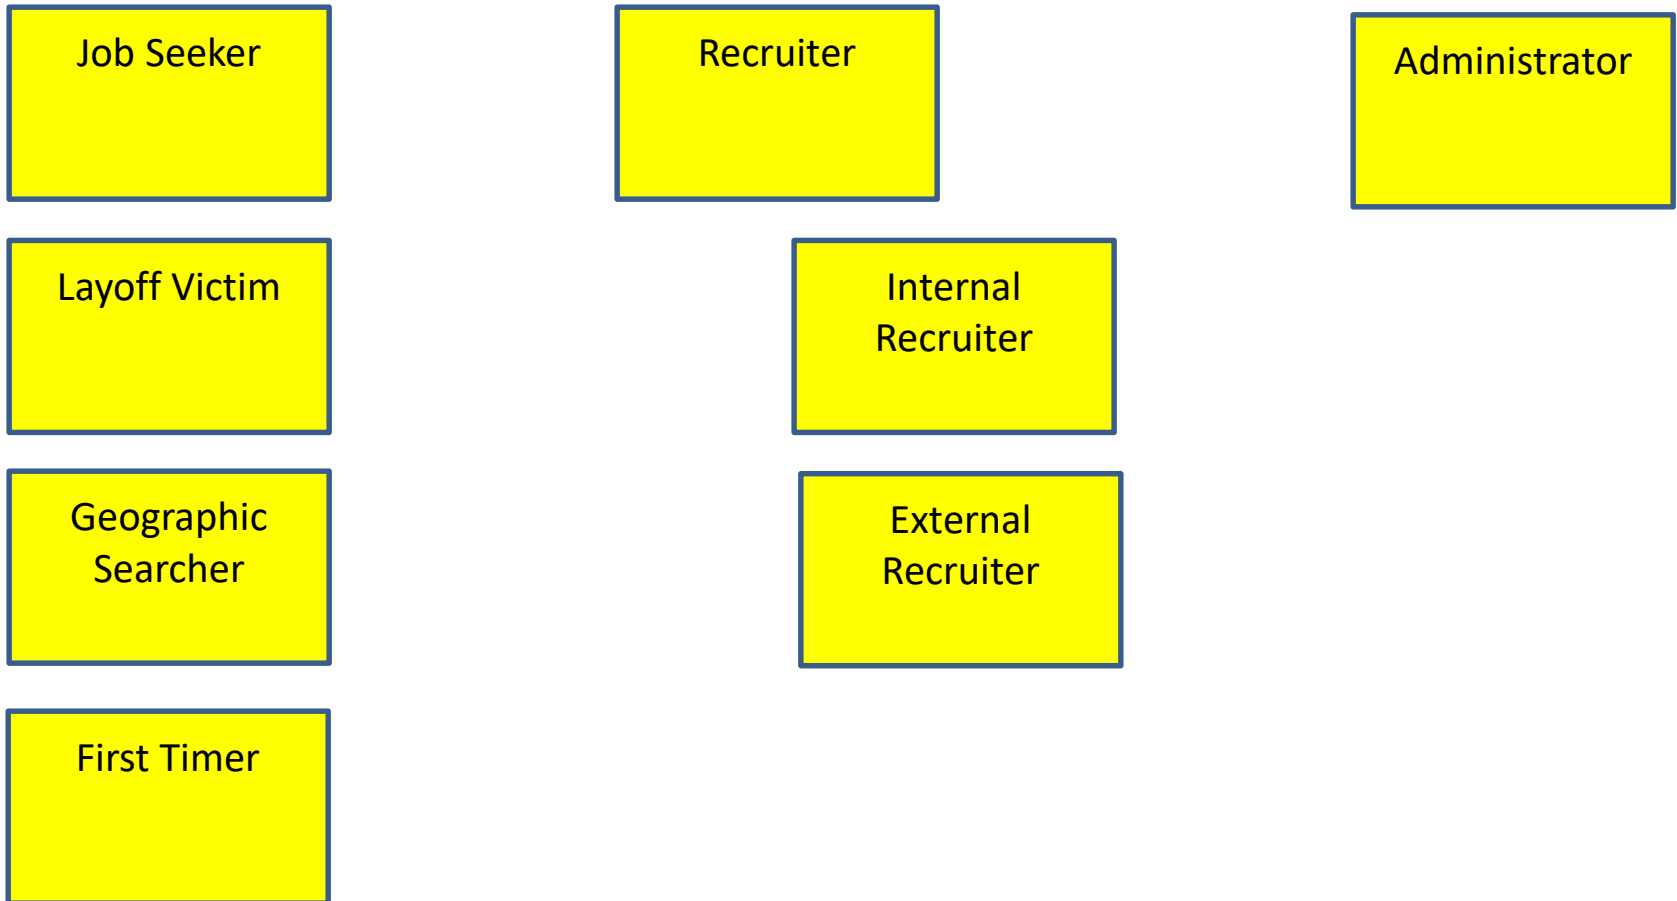 Job Seeker
Recruiter
Administrator
Layoff Victim
Internal
Recruiter
Geographic
Searcher
External
Recruiter
First Timer